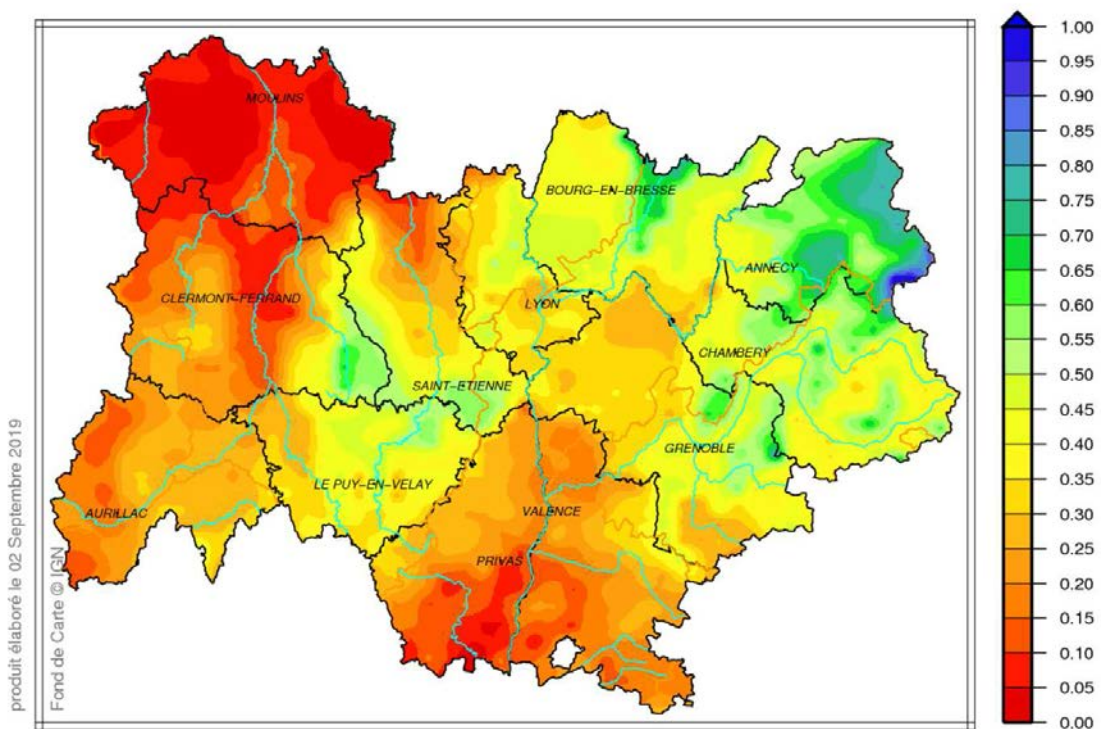 MOULINS
BOURG-EN-BRESSE
ANNECY
CLERMONT-FERRAND
LYON
CHAMBERY
SAINT-ETIENNE
GRENOBLE
LE PUY-EN-VELAY
AURILLAC
VALENCE
PRIVAS
produit élaboré le 02 Septembre 2019
Fond de Carte © IGN
1.00
0.95
0.90
0.85
0.80
0.75
0.70
0.65
0.60
0.55
0.50
0.45
0.40
0.35
0.30
0.25
0.20
0.15
0.10
0.05
0.00